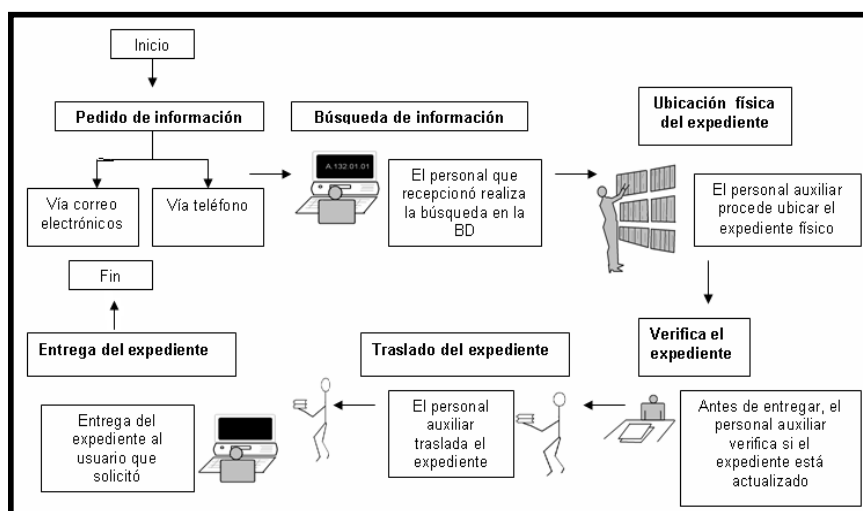 Inicio
Pedido de información
Vía correo
electrónicos
Vía teléfono
Búsqueda de información
A.132.01.01
El personal que
recepcionó realiza
la búsqueda en la
BD
Ubicación física
del expediente
El personal auxiliar
procede ubicar el
expediente físico
Verifica el
expediente
Antes de entregar, el
personal auxiliar
verifica si el
expediente está
actualizado
Traslado del expediente
El personal
auxiliar
traslada el
expediente
Entrega del expediente
Entrega del
expediente al
usuario que
solicitó
Fin